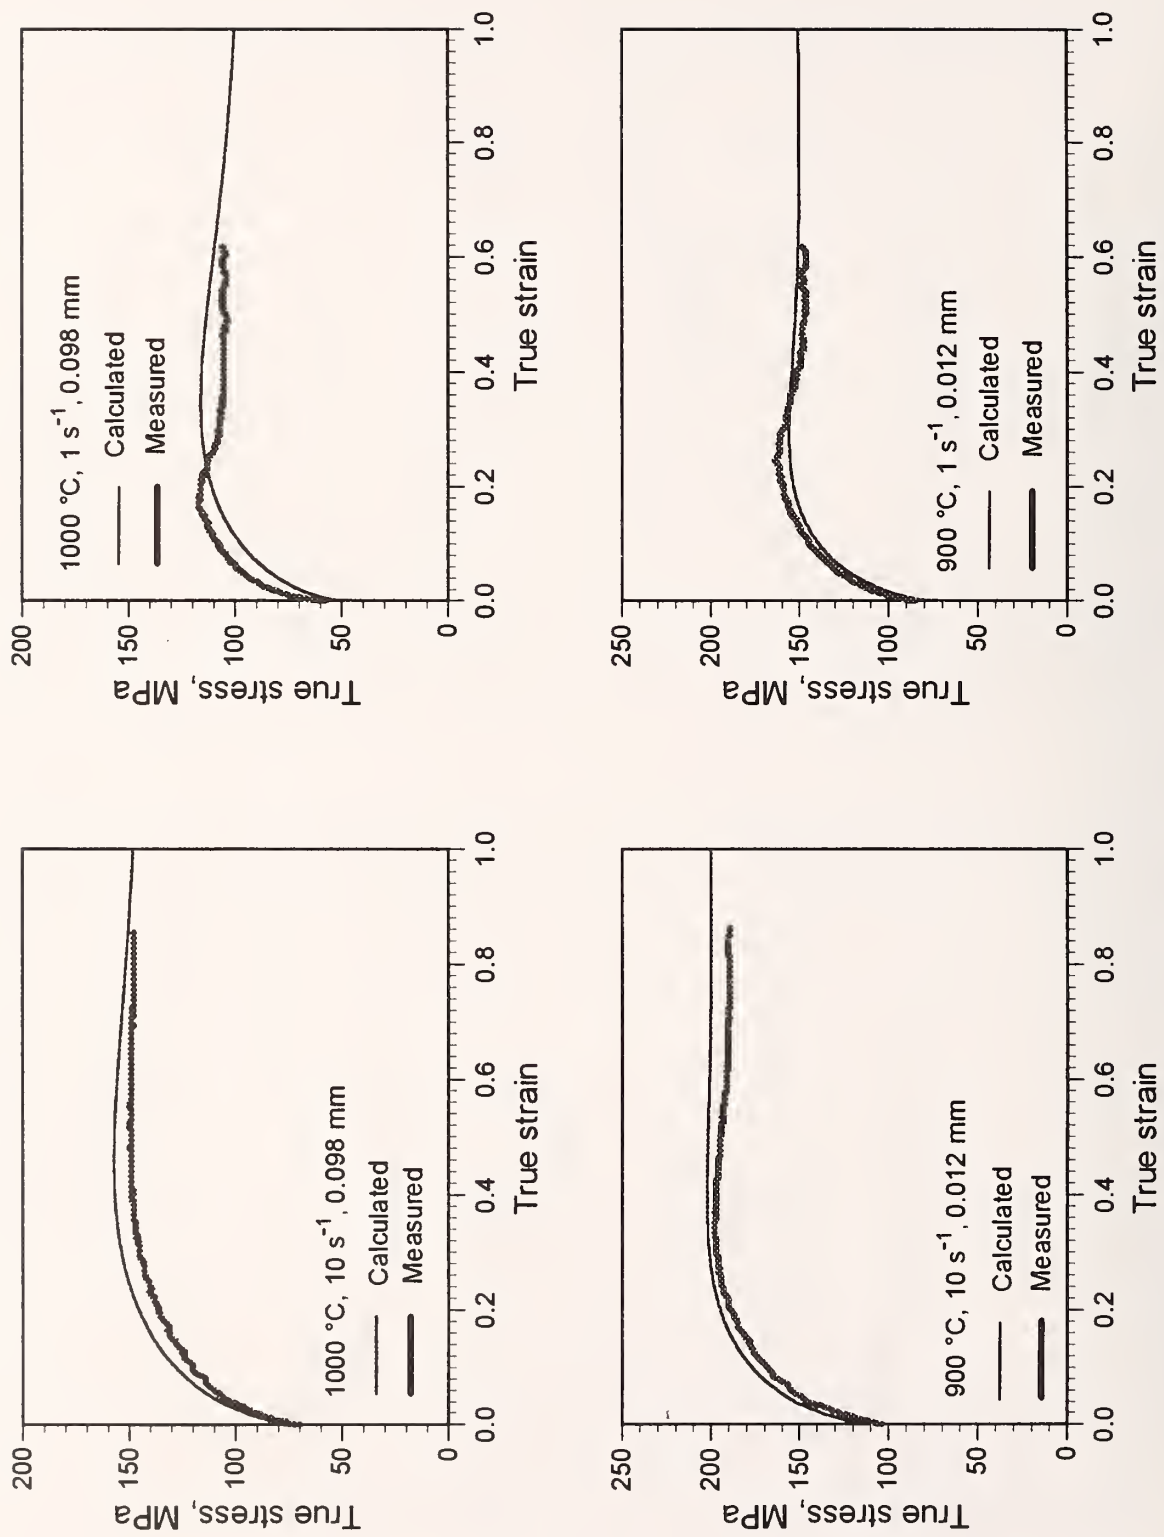 200
150
100
50
0
True stress, MPa
1000 °C, 10 s⁻¹, 0.098 mm
Calculated
Measured
0.0 0.2 0.4 0.6 0.8 1.0
True strain
200
150
100
50
0
True stress, MPa
1000 °C, 1 s⁻¹, 0.098 mm
Calculated
Measured
0.0 0.2 0.4 0.6 0.8 1.0
True strain
250
200
150
100
50
0
True stress, MPa
900 °C, 10 s⁻¹, 0.012 mm
Calculated
Measured
0.0 0.2 0.4 0.6 0.8 1.0
True strain
250
200
150
100
50
0
True stress, MPa
900 °C, 1 s⁻¹, 0.012 mm
Calculated
Measured
0.0 0.2 0.4 0.6 0.8 1.0
True strain